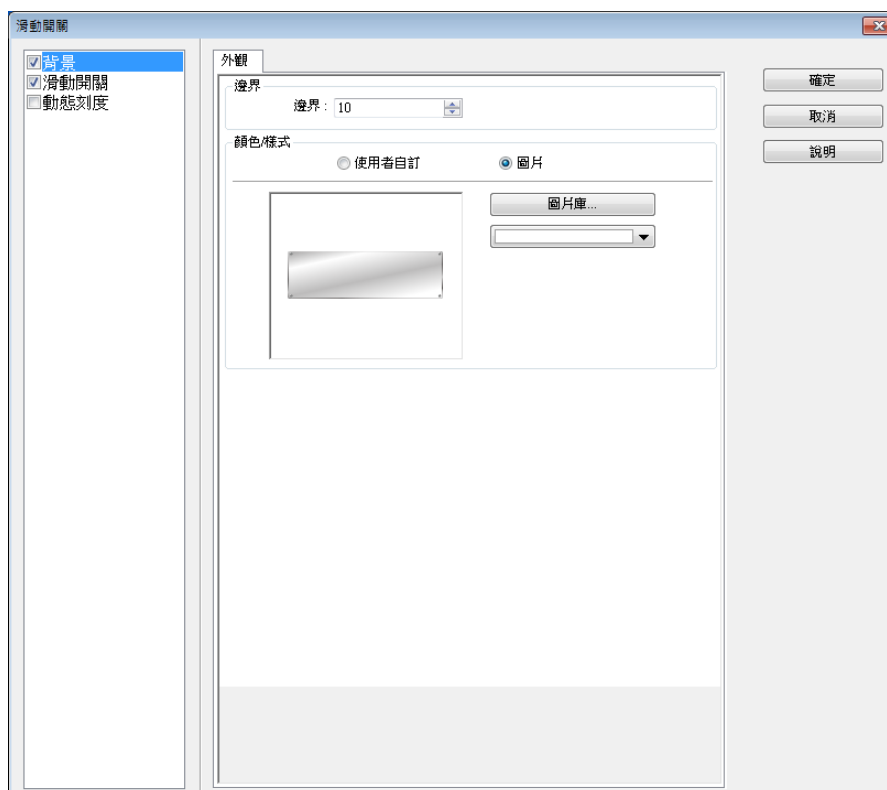 滑動開關
背景
滑動開關
動態刻度
外觀
邊界
邊界 : 10
顏色/樣式
使用者自訂
圖片
圖片庫...
確定
取消
說明